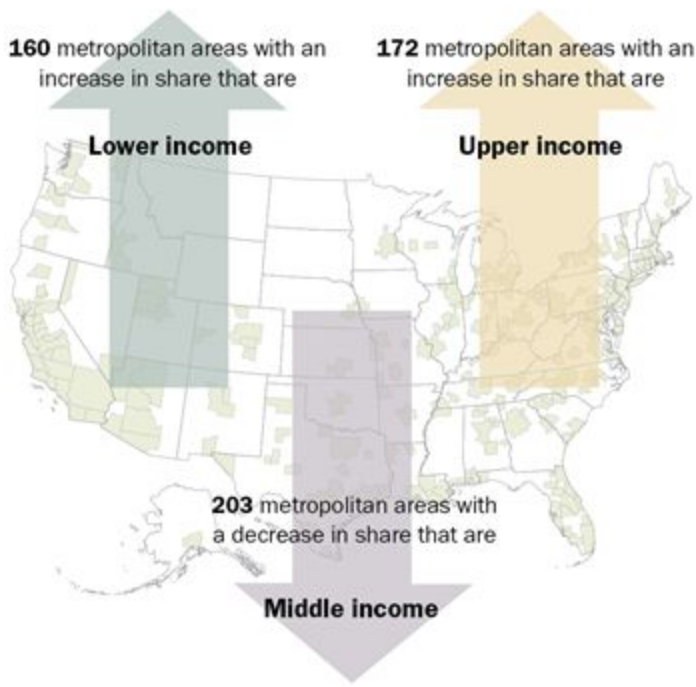 160 metropolitan areas with an
increase in share that are
Lower income
172 metropolitan areas with an
increase in share that are
Upper income
203 metropolitan areas with
a decrease in share that are
Middle income